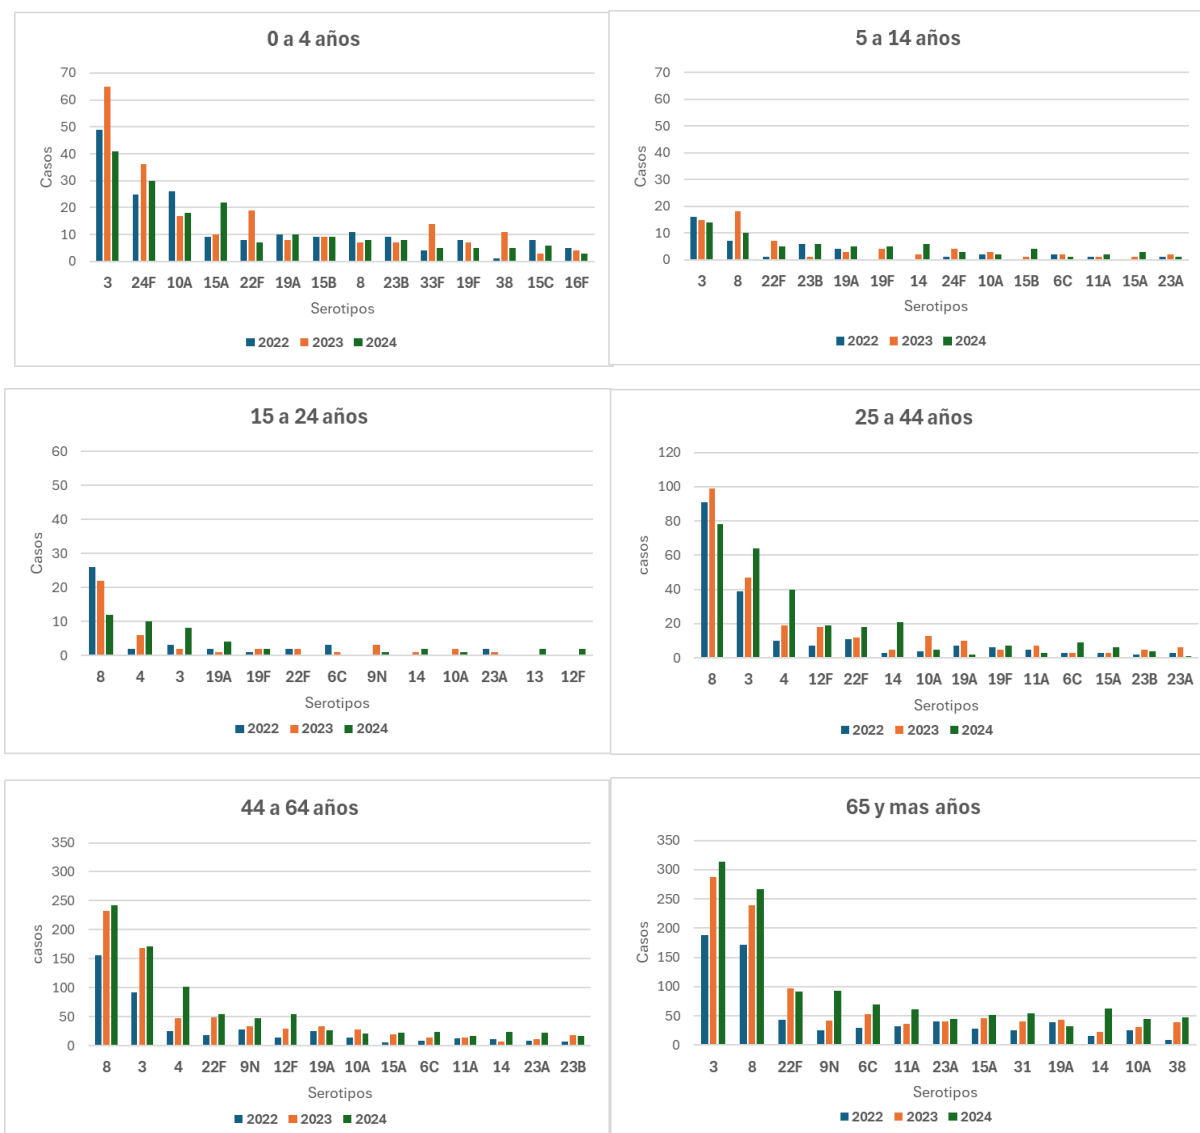 0 a 4 años
70
60
50
40
30
20
10
0
Casos
3 24F 10A 15A 22F 19A 15B 8 23B 33F 19F 38 15C 16F
Serotipos
2022 2023 2024
5 a 14 años
70
60
50
40
30
20
10
0
Casos
3 8 22F 23B 19A 19F 14 24F 10A 15B 6C 11A 15A 23A
Serotipos
2022 2023 2024
15 a 24 años
60
50
40
30
20
10
0
Casos
8 4 3 19A 19F 22F 6C 9N 14 10A 23A 13 12F
Serotipos
2022 2023 2024
25 a 44 años
120
100
80
60
40
20
0
casos
8 3 4 12F 22F 14 10A 19A 19F 11A 6C 15A 23B 23A
Serotipos
2022 2023 2024
44 a 64 años
350
300
250
200
150
100
50
0
casos
8 3 4 22F 9N 12F 19A 10A 15A 6C 11A 14 23A 23B
Serotipos
2022 2023 2024
65 y mas años
350
300
250
200
150
100
50
0
Casos
3 8 22F 9N 6C 11A 23A 15A 31 19A 14 10A 38
Serotipos
2022 2023 2024